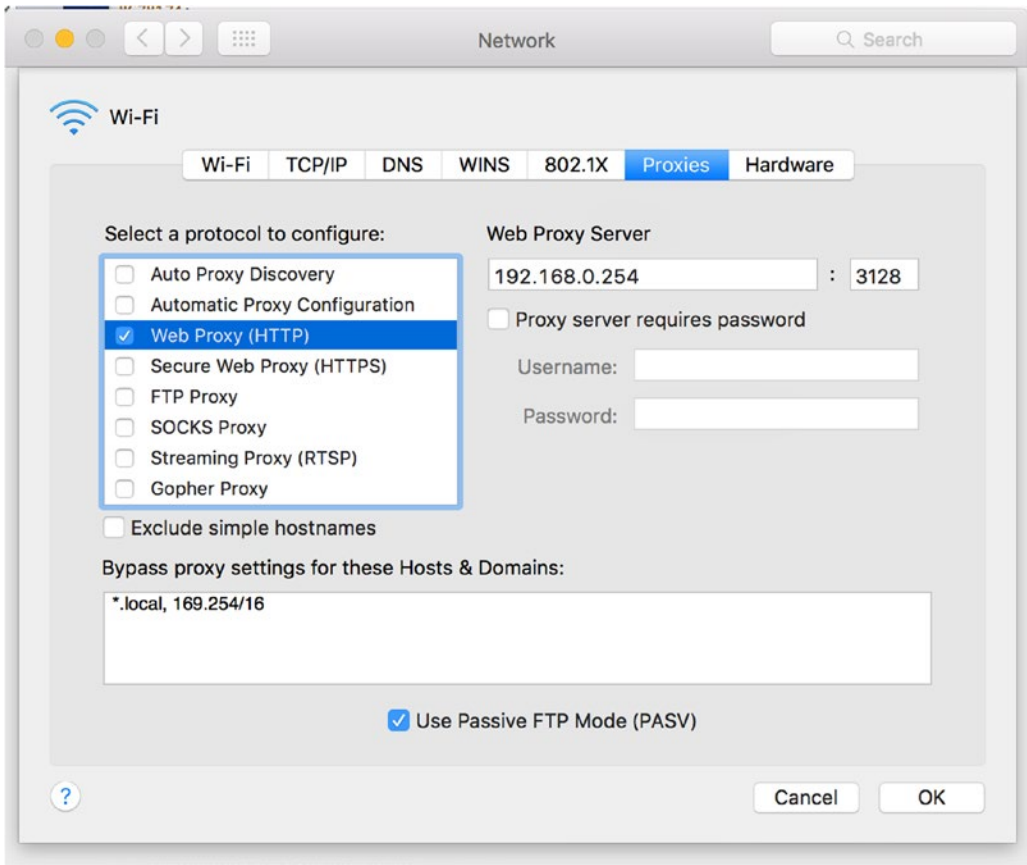 Network
Search
Wi-Fi
Wi-Fi TCP/IP DNS WINS 802.1X Proxies Hardware
Select a protocol to configure:
Auto Proxy Discovery
Automatic Proxy Configuration
Web Proxy (HTTP)
Secure Web Proxy (HTTPS)
FTP Proxy
SOCKS Proxy
Streaming Proxy (RTSP)
Gopher Proxy
Exclude simple hostnames
Web Proxy Server
192.168.0.254 : 3128
Proxy server requires password
Username:
Password:
Bypass proxy settings for these Hosts & Domains:
*.local, 169.254/16
Use Passive FTP Mode (PASV)
?
Cancel OK